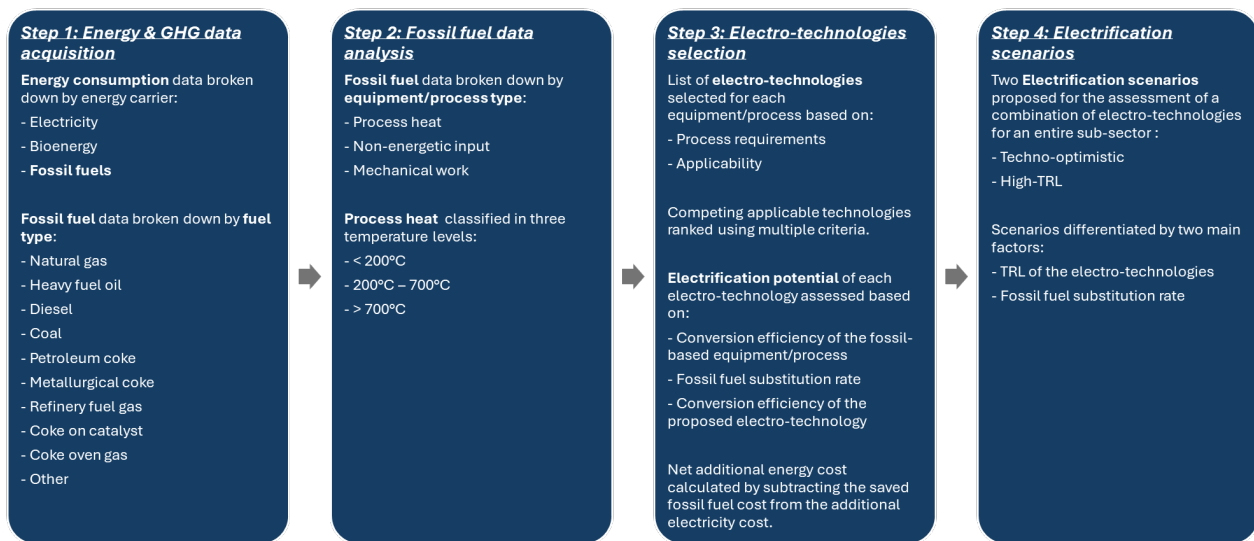 Step 1: Energy & GHG data
acquisition
Energy consumption data broken
down by energy carrier:
- Electricity
- Bioenergy
- Fossil fuels
Fossil fuel data broken down by fuel
type:
- Natural gas
- Heavy fuel oil
- Diesel
- Coal
- Petroleum coke
- Metallurgical coke
- Refinery fuel gas
- Coke on catalyst
- Coke oven gas
- Other
Step 2: Fossil fuel data
analysis
Fossil fuel data broken down by
equipment/process type:
- Process heat
- Non-energetic input
- Mechanical work
Process heat classified in three
temperature levels:
- < 200°C
- 200°C – 700°C
- > 700°C
Step 3: Electro-technologies
selection
List of electro-technologies
selected for each
equipment/process based on:
- Process requirements
- Applicability
Competing applicable technologies
ranked using multiple criteria.
Electrification potential of each
electro-technology assessed based
on:
- Conversion efficiency of the fossil-
based equipment/process
- Fossil fuel substitution rate
- Conversion efficiency of the
proposed electro-technology
Net additional energy cost
calculated by subtracting the saved
fossil fuel cost from the additional
electricity cost.
Step 4: Electrification
scenarios
Two Electrification scenarios
proposed for the assessment of a
combination of electro-technologies
for an entire sub-sector :
- Techno-optimistic
- High-TRL
Scenarios differentiated by two main
factors:
- TRL of the electro-technologies
- Fossil fuel substitution rate